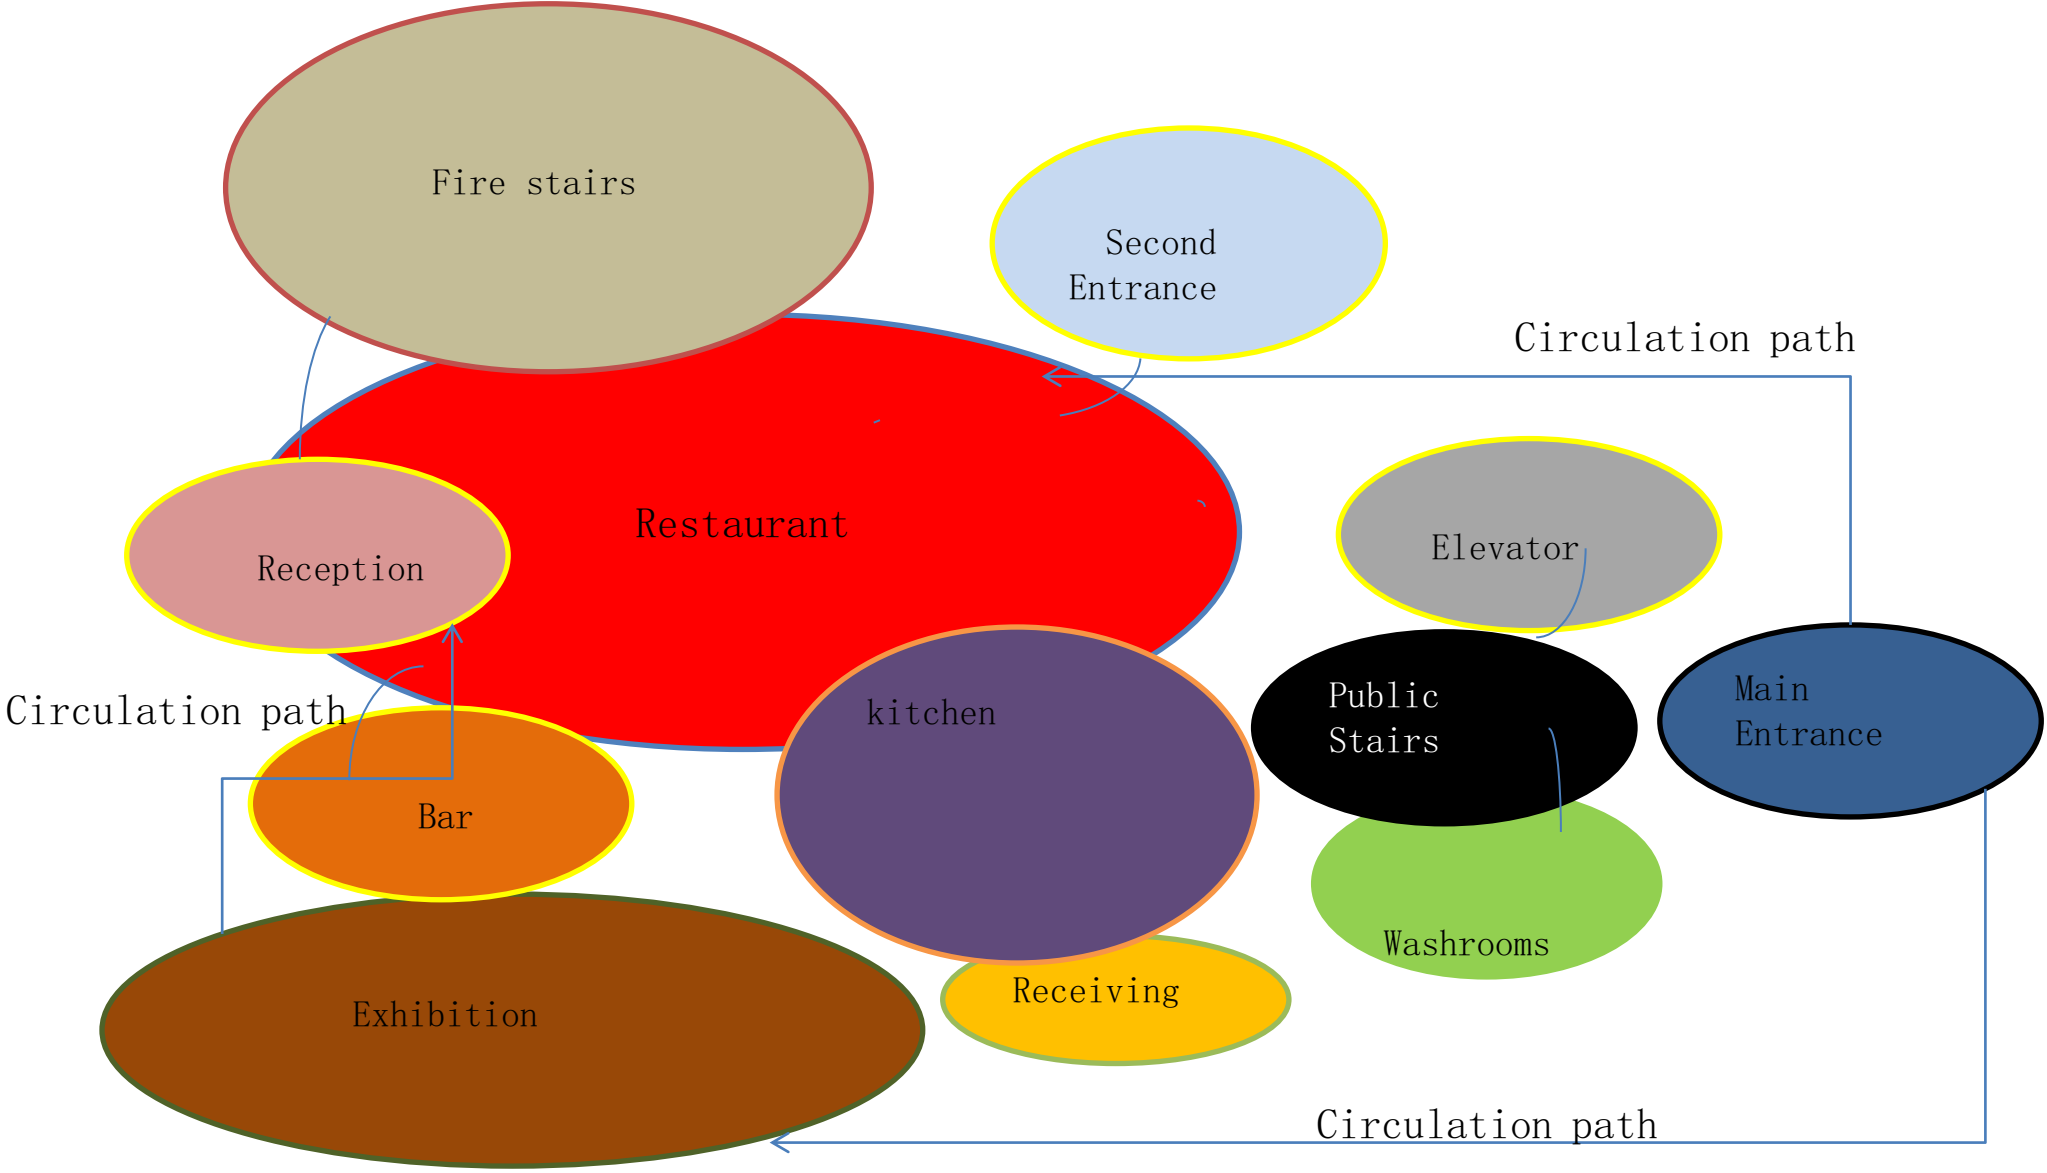 Fire stairs
Second
Entrance
Circulation path
Restaurant
Elevator
Reception
Public
Stairs
Main
Entrance
Circulation path
kitchen
Bar
Washrooms
Receiving
Exhibition
Circulation path